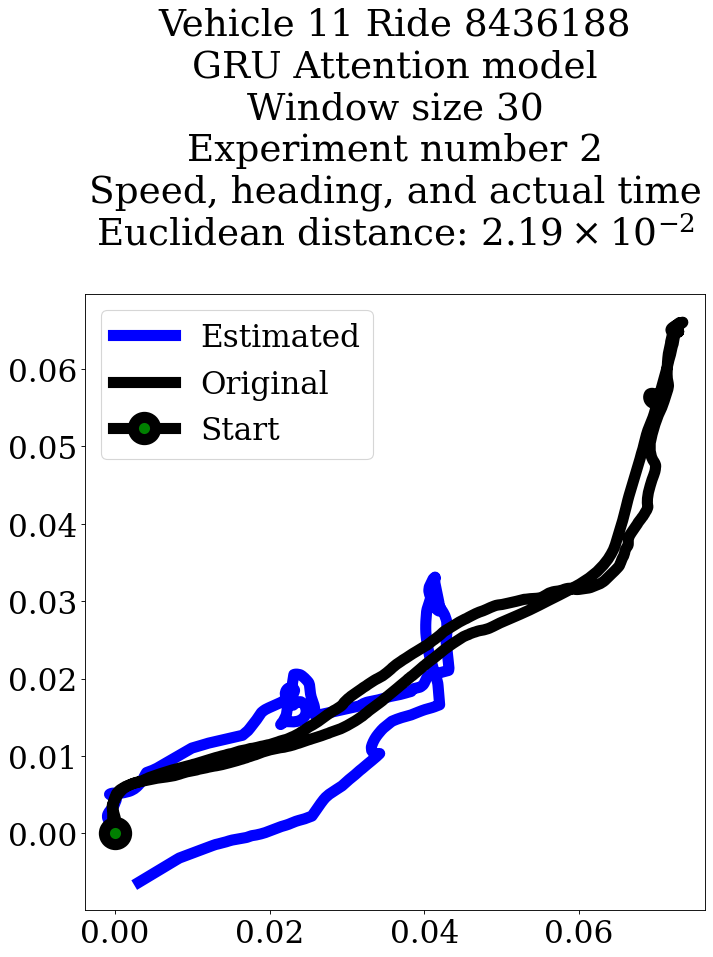 Vehicle 11 Ride 8436188
GRU Attention model
Window size 30
Experiment number 2
Speed, heading, and actual time
Euclidean distance: 2.19 × 10⁻²
Estimated
Original
Start
0.06
0.05
0.04
0.03
0.02
0.01
0.00
0.00 0.02 0.04 0.06